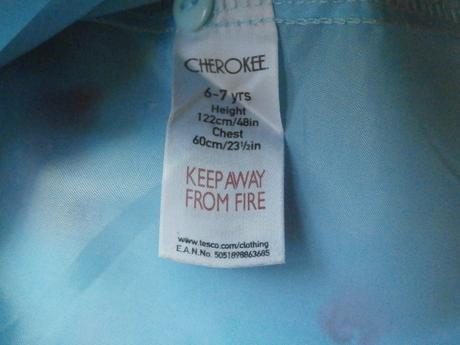 CHEROKEE
6-7 yrs
Height
122cm/48in
Chest
60cm/23½in
KEEP AWAY
FROM FIRE
www.tesco.com/clothing
E.A.N.No. 5051898863685